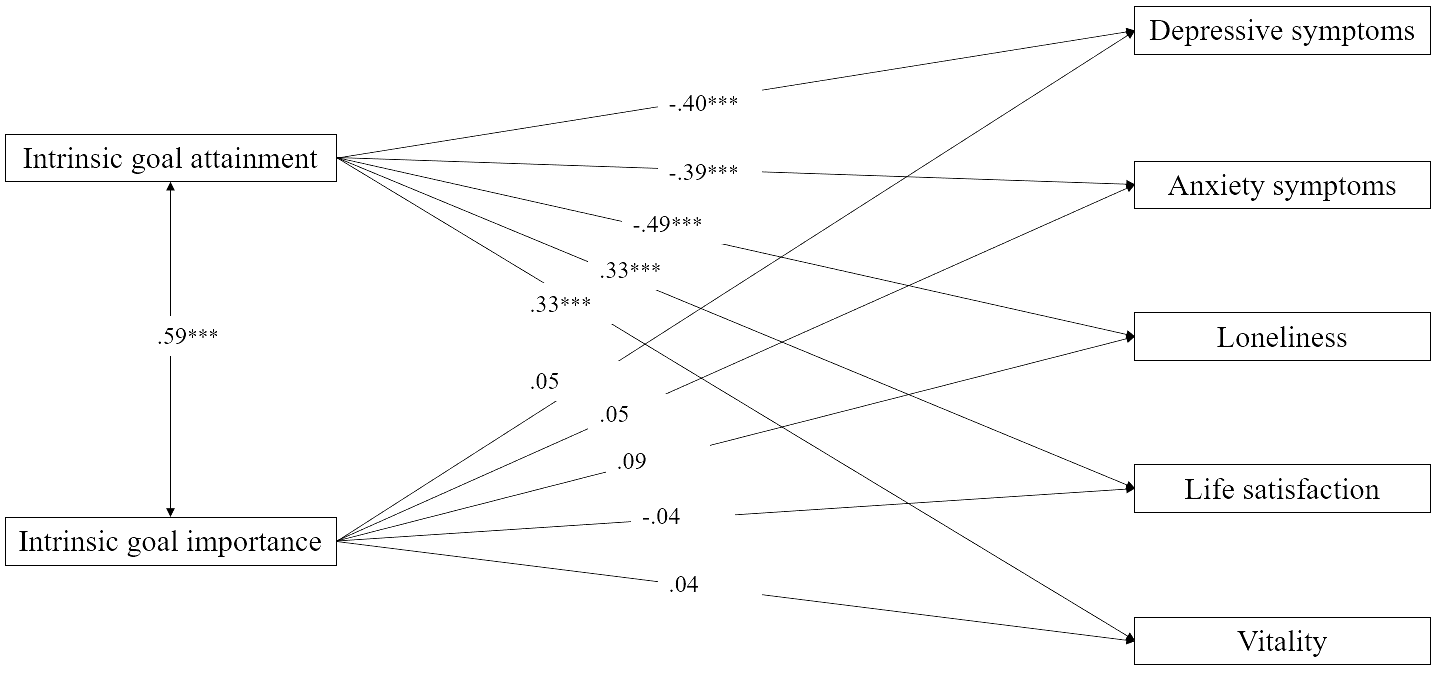 Depressive symptoms
-.40***
Intrinsic goal attainment
-.39***
Anxiety symptoms
-.49***
.33***
.33***
.59***
Loneliness
.05
.05
.09
Life satisfaction
-.04
Intrinsic goal importance
.04
Vitality